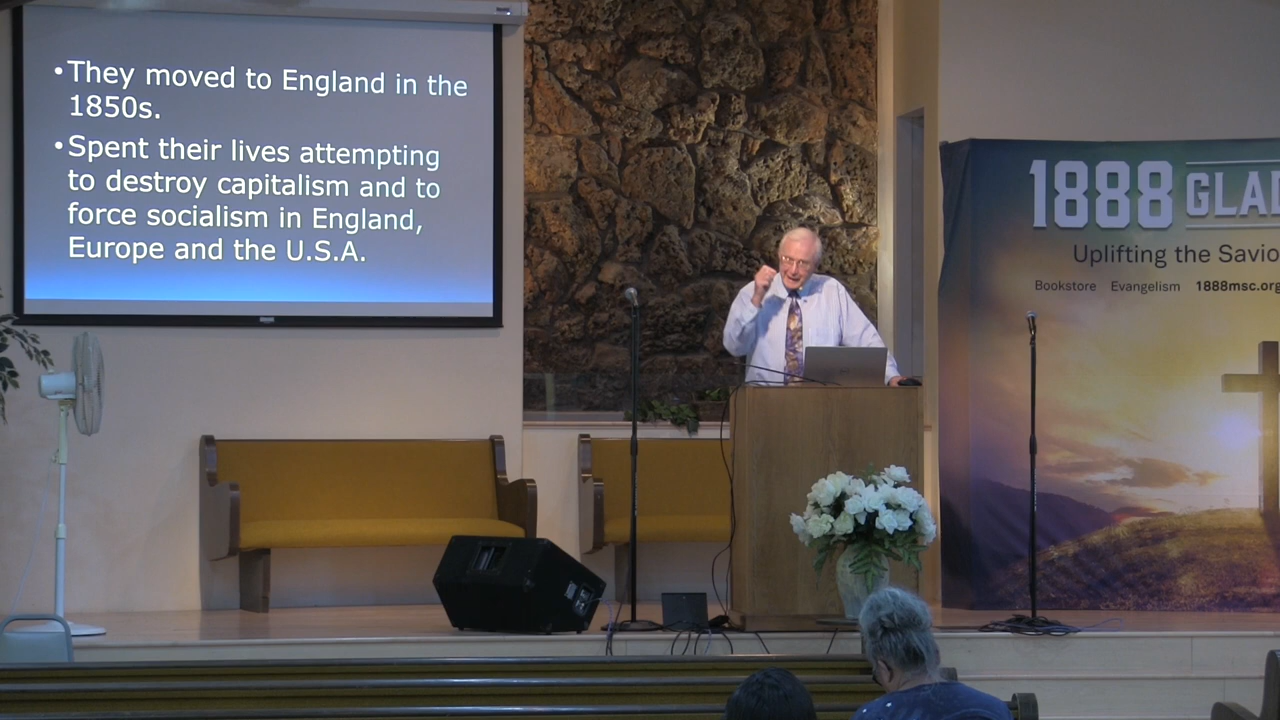 •They moved to England in the
1850s.
•Spent their lives attempting
to destroy capitalism and to
force socialism in England,
Europe and the U.S.A.
1888 GLA
Uplifting the Savio
Bookstore Evangelism 1888msc.org